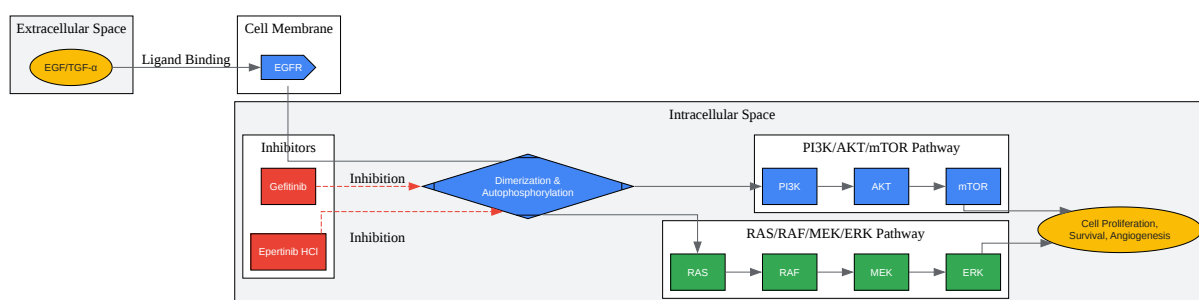 Extracellular Space
EGF/TGF-α
Ligand Binding
Cell Membrane
EGFR
Intracellular Space
Inhibitors
Gefitinib
Inhibition
Epertinib HCl
Inhibition
Dimerization &
Autophosphorylation
PI3K/AKT/mTOR Pathway
PI3K
AKT
mTOR
RAS/RAF/MEK/ERK Pathway
RAS
RAF
MEK
ERK
Cell Proliferation,
Survival, Angiogenesis